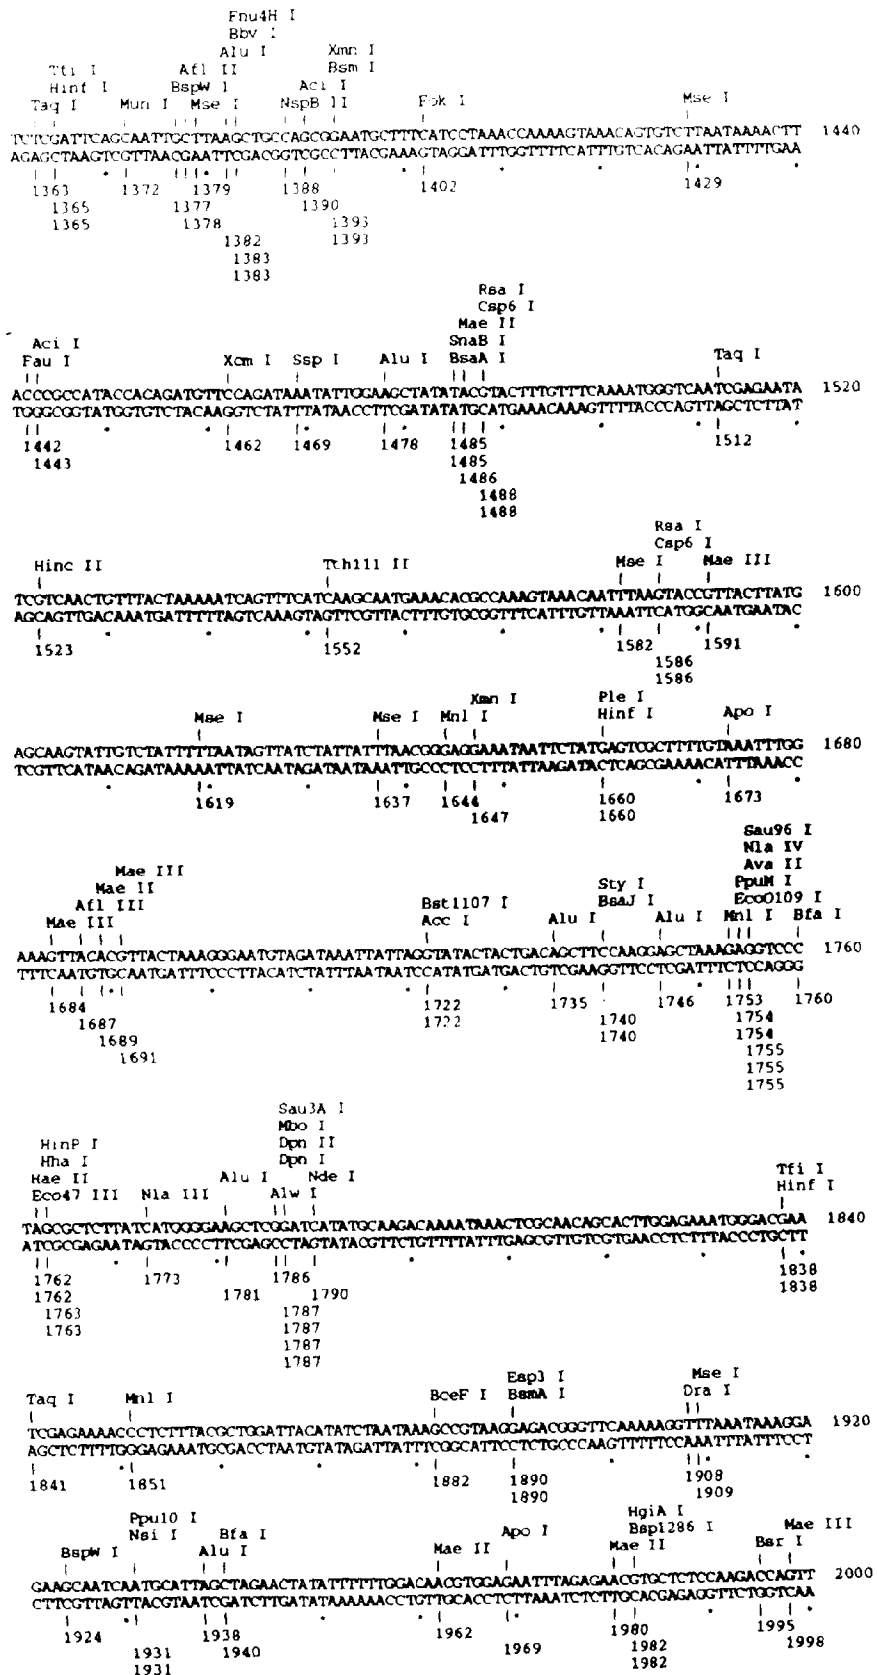 Fnu4H I
Bbv I
Alu I Xmn I
Tfi I Afl II Bsm I
Hinf I BspW I Aci I
Taq I Mun I Mse I NspB II Fok I Mse I
TCTCGATTCAGCAATTGCTTAAGCTGCCAGCGGAATGCTTTCATCCTAAACCAAAAGTAAACAGTGTCTTAATAAAACTT 1440
AGAGCTAAGTCGTTAACGAATTCGACGGTCGCCTTACGAAAGTAGGATTTGGTTTTCATTTGTCACAGAATTATTTTGAA
1363 1372 1379 1388 1402 1429
1365 1377 1390
1365 1378 1393
1382 1393
1383
1383
Rsa I
Csp6 I
Mae II
Aci I SnaB I
Fau I Xcm I Ssp I Alu I BsaA I Taq I
ACCCGCCATACCACAGATGTTCCAGATAAATATTGGAAGCTATATACGTACTTTGTTTCAAAATGGGTCAATCGAGAATA 1520
TGGGCGGTATGGTGTCTACAAGGTCTATTTATAACCTTCGATATATGCATGAAACAAAGTTTTACCCAGTTAGCTCTTAT
1442 1462 1469 1478 1485 1512
1443 1485
1486
1488
1488
Rsa I
Csp6 I
Hinc II Tth111 II Mse I Mae III
TCGTCAACTGTTTACTAAAAATCAGTTTCATCAAGCAATGAAACACGCCAAAGTAAACAATTTAAGTACCGTTACTTATG 1600
AGCAGTTGACAAATGATTTTTAGTCAAAGTAGTTCGTTACTTTGTGCGGTTTCATTTGTTAAATTCATGGCAATGAATAC
1523 1552 1582 1591
1586
1586
Xmn I Ple I
Mse I Mse I Mnl I Hinf I Apo I
AGCAAGTATTGTCTATTTTTTAATAGTTATCTATTATTTAACGGGAGGAAATAATTCTATGAGTCGCTTTTGTAAATTTGG 1680
TCGTTCATAACAGATAAAAAATTATCAATAGATAATAAATTGCCCTCCTTTATTAAGATACTCAGCGAAAACATTTAAACC
1619 1637 1644 1660 1673
1647 1660
Sau96 I
Nla IV
Mae III Ava II
Mae II Sty I PpuM I
Afl III Bst1107 I BsaJ I EcoO109 I
Mae III Acc I Alu I Alu I Mnl I Bfa I
AAAGTTACACGTTACTAAAGGGAATGTAGATAAATTATTAGGTATACTACTGACAGCTTCCAAGGAGCTAAAGAGGTCCC 1760
TTTCAATGTGCAATGATTTCCCTTACATCTATTTAATAATCCATATGATGACTGTCGAAGGTTCCTCGATTTCTCCAGGG
1684 1722 1735 1740 1746 1753 1760
1687 1722 1740 1754
1689 1754
1691 1755
1755
1755
Sau3A I
HinP I Mbo I
Hha I Dpn II
Hae II Alu I Dpn I Nde I Tfi I
Eco47 III Nla III Alw I Hinf I
TAGCGCTCTTATCATGGGGAAGCTCGGATCATATGCAAGACAAAATAAACTCGCAACAGCACTTGGAGAAATGGGACGAA 1840
ATCGCGAGAATAGTACCCCTTCGAGCCTAGTATACGTTCTGTTTTATTTGAGCGTTGTCGTGAACCTCTTTACCCTGCTT
1762 1773 1786 1838
1762 1781 1790 1838
1763 1787
1763 1787
1787
1787
Esp3 I Mse I
Taq I Mnl I BceF I BsmA I Dra I
TCGAGAAAACCCTCTTTACGCTGGATTACATATCTAATAAAGCCGTAAGGAGACGGGTTCAAAAAGGTTTAAATAAAGGA 1920
AGCTCTTTTGGGAGAAATGCGACCTAATGTATAGATTATTTCGGCATTCCTCTGCCCAAGTTTTTCCAAATTTATTTCCT
1841 1851 1882 1890 1908
1890 1909
Ppu10 I HgiA I
Nsi I Bfa I Apo I Bsp1286 I Mae III
BspW I Alu I Mae II Mae II Bsr I
GAAGCAATCAATGCATTAGCTAGAACTATATTTTTTGGACAACGTGGAGAATTTAGAGAACGTGCTCTCCAAGACCAGTT 2000
CTTCGTTAGTTACGTAATCGATCTTGATATAAAAAACCTGTTGCACCTCTTAAATCTCTTGCACGAGAGGTTCTGGTCAA
1924 1938 1962 1980 1995
1931 1940 1969 1982 1998
1931 1982